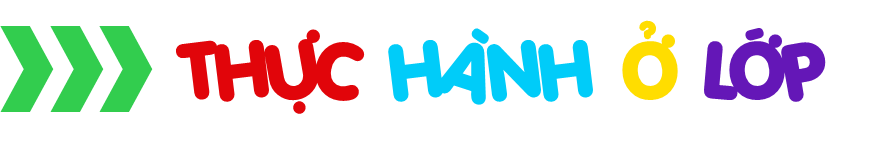 THỰC HÀNH Ở LỚP